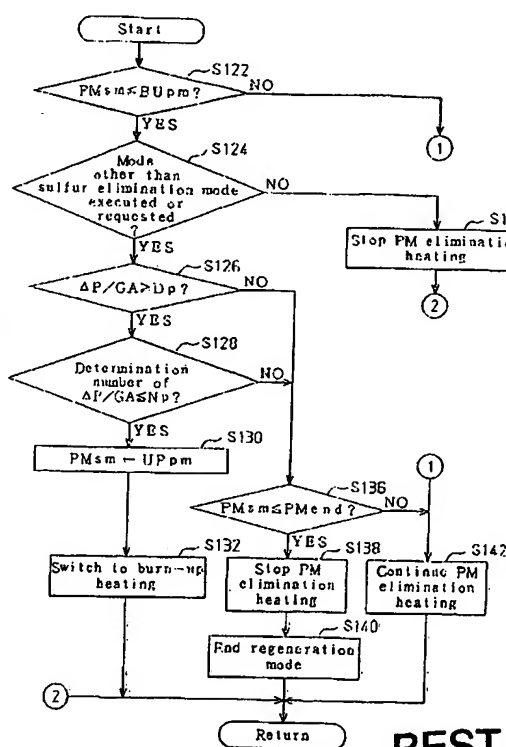 Start
S122
PMsm≤BUpm?
NO
1
YES
S124
Mode
other than
sulfur elimination mode
executed or
requested
?
NO
YES
S1
Stop PM eliminatio
heating
2
S126
ΔP/GA>Dp?
NO
YES
S128
Determination
number of
ΔP/GA≤Np?
NO
YES
S130
PMsm←UPpm
1
S136
PMsm≤PMend?
NO
YES
S132
Switch to burn-up
heating
S138
Stop PM
elimination
heating
S142
Continue PM
elimination
heating
S140
End regeneration
mode
2
Return
BEST